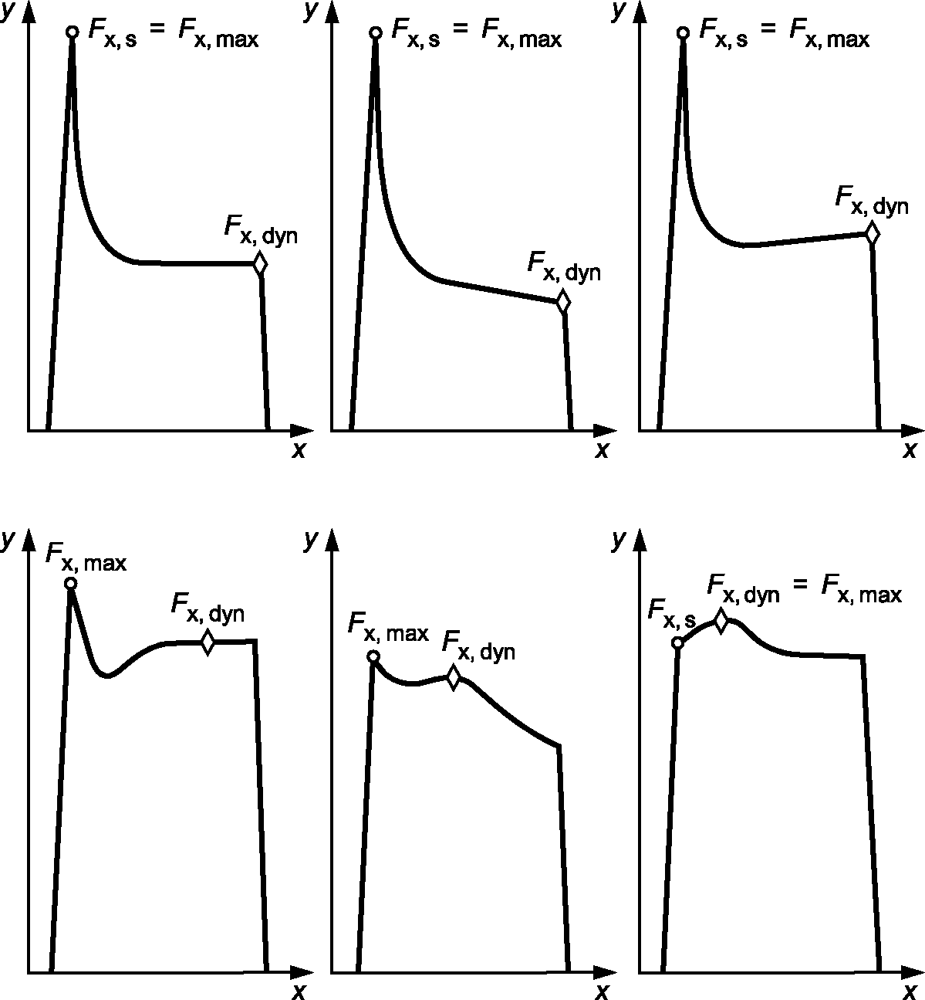 y
F x, s = F x, max
F x, dyn
x
y
F x, s = F x, max
F x, dyn
x
y
F x, s = F x, max
F x, dyn
x
y
F x, max
F x, dyn
x
y
F x, max
F x, dyn
x
y
F x, s
F x, dyn = F x, max
x